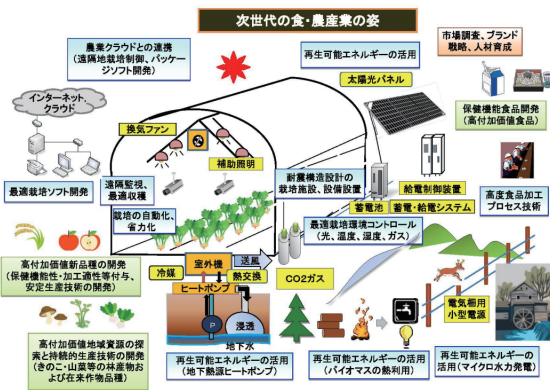 次世代の食・農産業の姿
農業クラウドとの連携
(遠隔地栽培制御、パッケ
ージソフト開発)
再生可能エネルギーの活用
太陽光パネル
市場調査、ブランド
戦略、人材育成
インターネット、
クラウド
換気ファン
補助照明
保健機能食品開発
(高付加価値食品)
最適栽培ソフト開発
遠隔監視、
最適収穫
耐震構造設計の
栽培施設、設備設置
給電制御装置
蓄電池
蓄電・給電システム
高度食品加工
プロセス技術
栽培の自動化、
省力化
最適栽培環境コントロール
(光、温度、湿度、ガス)
高付加価値新品種の開発
(保健機能性・加工適性等付与、
安定生産技術の開発)
室外機
送風
冷媒
熱交換
ヒートポンプ
CO2ガス
P
浸透
地下水
電気柵用
小型電源
高付加価値地域資源の探
索と持続的生産技術の開発
(きのこ・山菜等の林産物
および在来作物品種)
再生可能エネルギーの活用
(地下熱源ヒートポンプ)
再生可能エネルギーの活用
(バイオマスの熱利用)
再生可能エネルギーの
活用(マイクロ水力発電)